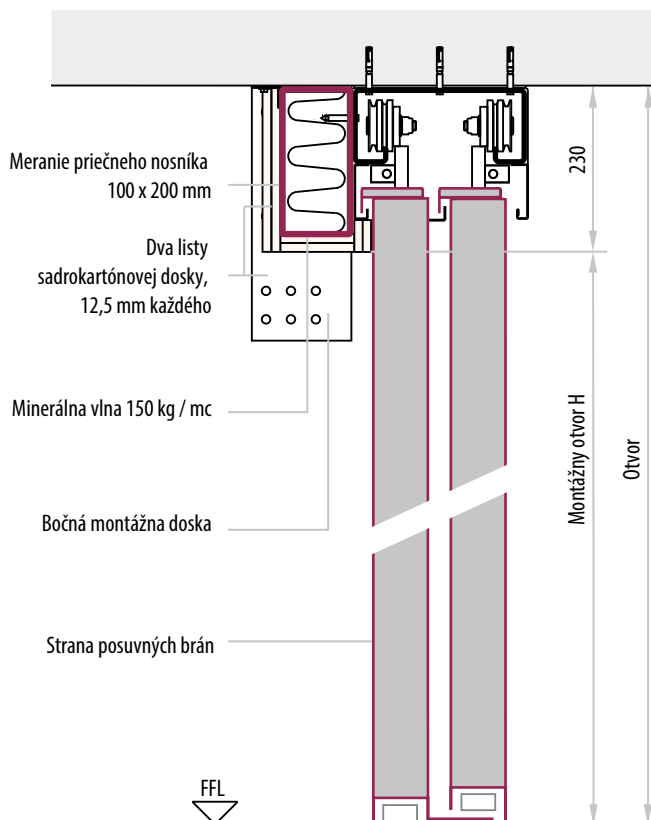 Meranie priečneho nosníka
100 x 200 mm
Dva listy
sadrokartónovej dosky,
12,5 mm každého
Minerálna vlna 150 kg / mc
Bočná montážna doska
Strana posuvných brán
FFL
230
Montážny otvor H
Otvor